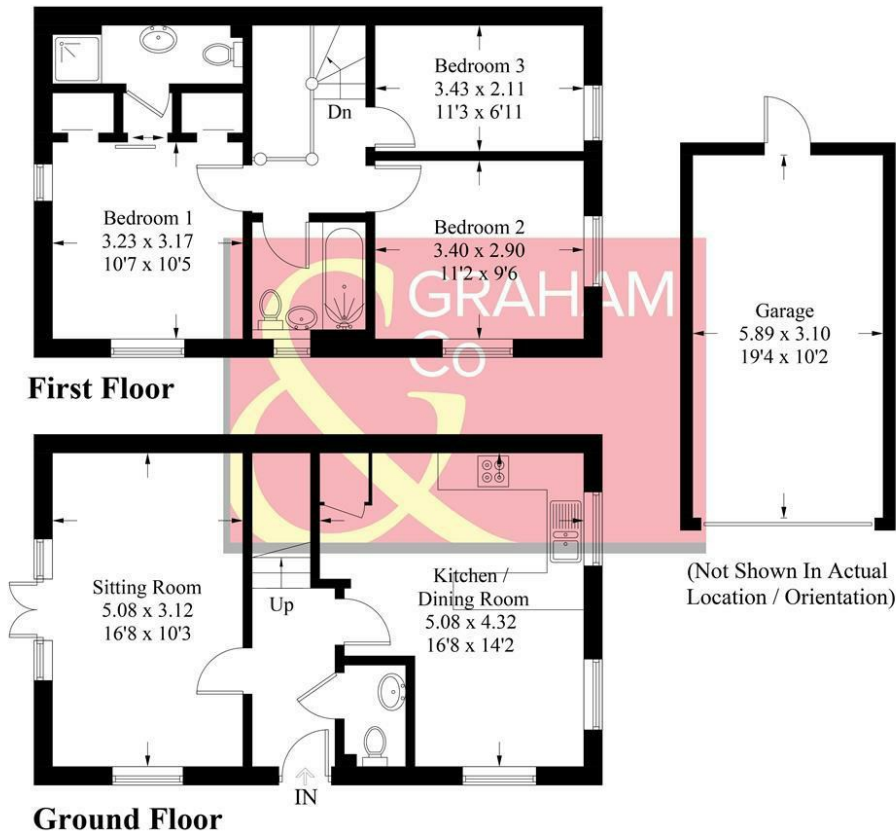 Bedroom 3
3.43 x 2.11
11'3 x 6'11
Dn
Bedroom 1
3.23 x 3.17
10'7 x 10'5
Bedroom 2
3.40 x 2.90
11'2 x 9'6
Garage
5.89 x 3.10
19'4 x 10'2
& GRAHAM
Co
First Floor
(Not Shown In Actual
Location / Orientation)
Sitting Room
5.08 x 3.12
16'8 x 10'3
Up
Kitchen /
Dining Room
5.08 x 4.32
16'8 x 14'2
IN
Ground Floor